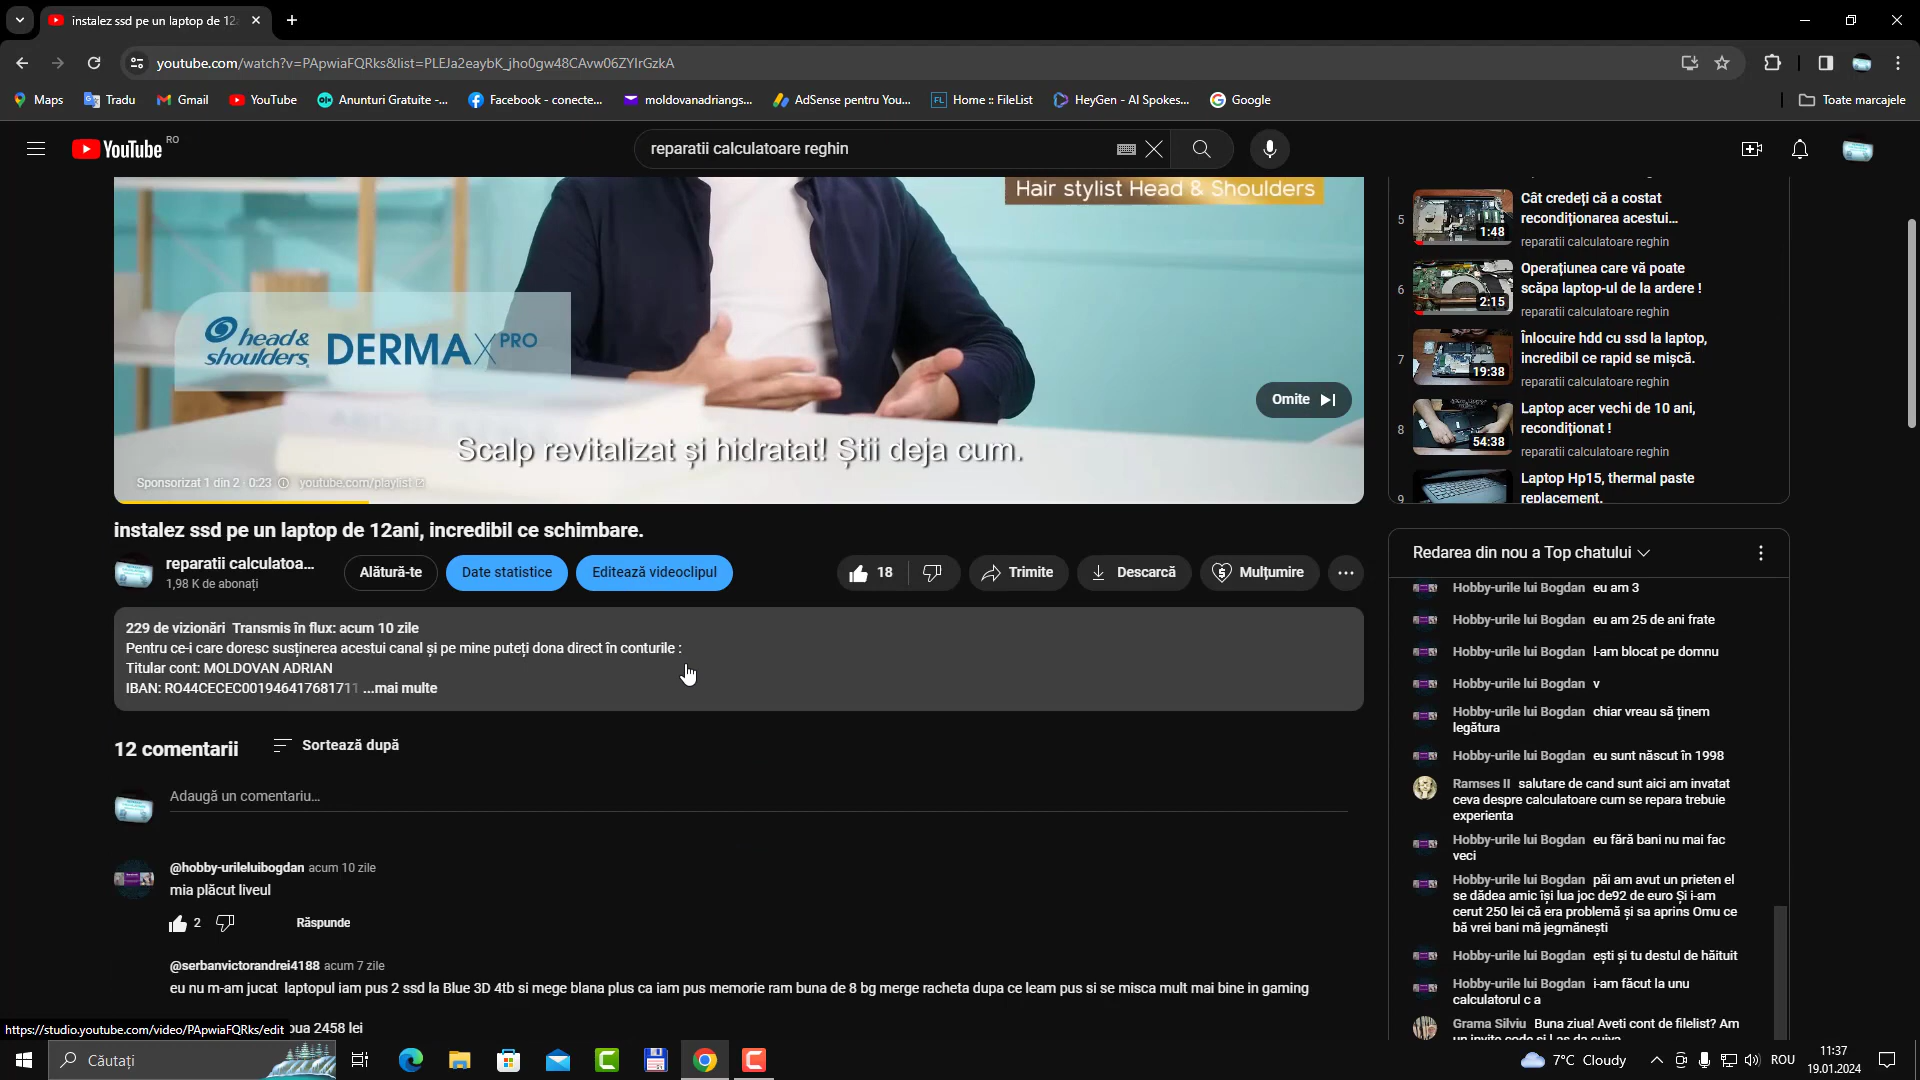 instalez ssd pe un laptop de 12a
youtube.com/watch?v=PApwiaFQRks&list=PLEJa2eaybK_jho0gw48CAvw06ZYIrGzkA
Maps
Tradu
Gmail
YouTube
Anunturi Gratuite -...
Facebook - conecte...
moldovanadriangs...
AdSense pentru You...
FL Home :: FileList
HeyGen - AI Spokes...
Google
Toate marcajele
YouTube RO
reparatii calculatoare reghin
Hair stylist Head & Shoulders
head&
shoulders
DERMAXPRO
Omite
Scalp revitalizat și hidratat! Știi deja cum.
Sponsorizat 1 din 2 · 0:23 youtube.com/playlist
instalez ssd pe un laptop de 12ani, incredibil ce schimbare.
reparatii calculatoa...
1,98 K de abonați
Alătură-te
Date statistice
Editează videoclipul
18
Trimite
Descarcă
Mulțumire
229 de vizionări Transmis în flux: acum 10 zile
Pentru ce-i care doresc susținerea acestui canal și pe mine puteți dona direct în conturile :
Titular cont: MOLDOVAN ADRIAN
IBAN: RO44CECEC001946417681711 ...mai multe
12 comentarii
Sortează după
Adaugă un comentariu...
@hobby-urileluibogdan acum 10 zile
mia plăcut liveul
2
Răspunde
@serbanvictorandrei4188 acum 7 zile
eu nu m-am jucat laptopul iam pus 2 ssd la Blue 3D 4tb si mege blana plus ca iam pus memorie ram buna de 8 bg merge racheta dupa ce leam pus si se misca mult mai bine in gaming
oua 2458 lei
https://studio.youtube.com/video/PApwiaFQRks/edit
5
1:48
Cât credeți că a costat
recondiționarea acestui...
reparatii calculatoare reghin
6
2:15
Operațiunea care vă poate
scăpa laptop-ul de la ardere !
reparatii calculatoare reghin
7
19:38
Înlocuire hdd cu ssd la laptop,
incredibil ce rapid se mișcă.
reparatii calculatoare reghin
8
54:38
Laptop acer vechi de 10 ani,
recondiționat !
reparatii calculatoare reghin
9
Laptop Hp15, thermal paste
replacement.
Redarea din nou a Top chatului
Hobby-urile lui Bogdan eu am 3
Hobby-urile lui Bogdan eu am 25 de ani frate
Hobby-urile lui Bogdan l-am blocat pe domnu
Hobby-urile lui Bogdan v
Hobby-urile lui Bogdan chiar vreau să ținem
legătura
Hobby-urile lui Bogdan eu sunt născut în 1998
Ramses II salutare de cand sunt aici am invatat
ceva despre calculatoare cum se repara trebuie
experienta
Hobby-urile lui Bogdan eu fără bani nu mai fac
veci
Hobby-urile lui Bogdan păi am avut un prieten el
se dădea amic își lua joc de92 de euro Și i-am
cerut 250 lei că era problemă și sa aprins Omu ce
bă vrei bani mă jegmănești
Hobby-urile lui Bogdan ești și tu destul de hăituit
Hobby-urile lui Bogdan i-am făcut la unu
calculatorul c a
Grama Silviu Buna ziua! Aveti cont de filelist? Am
un invite code si l as da cuiva
Căutați
7°C Cloudy
ROU
11:37
19.01.2024